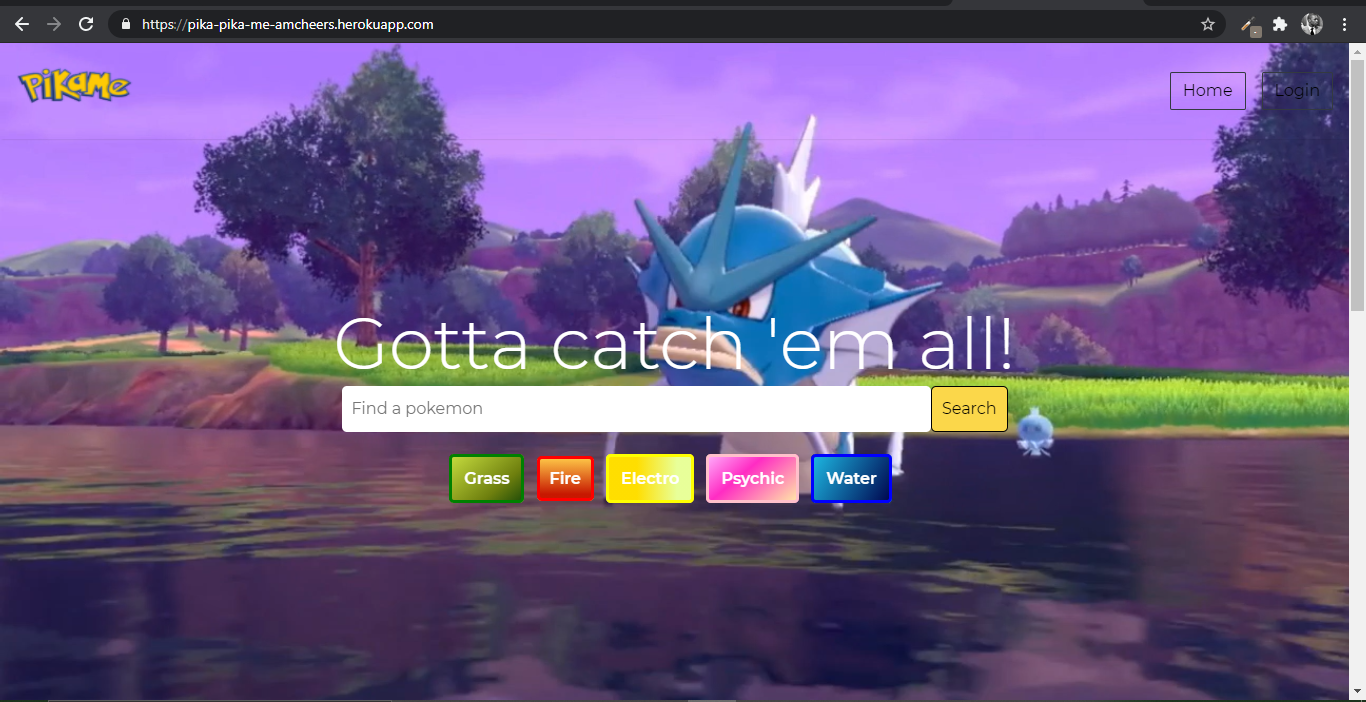 https://pika-pika-me-amcheers.herokuapp.com
PiKaMe
Home
Login
Gotta catch 'em all!
Find a pokemon
Search
Grass
Fire
Electro
Psychic
Water